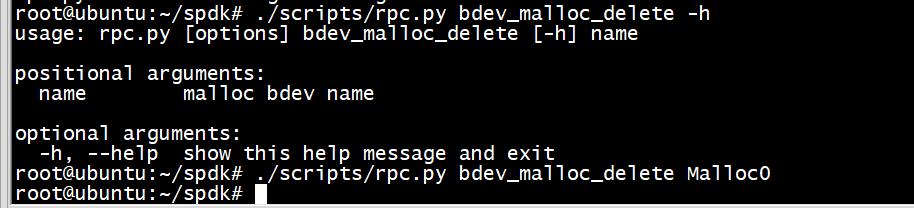 root@ubuntu:~/spdk# ./scripts/rpc.py bdev_malloc_delete -h
usage: rpc.py [options] bdev_malloc_delete [-h] name
positional arguments:
name malloc bdev name
optional arguments:
-h, --help show this help message and exit
root@ubuntu:~/spdk# ./scripts/rpc.py bdev_malloc_delete Malloc0
root@ubuntu:~/spdk#